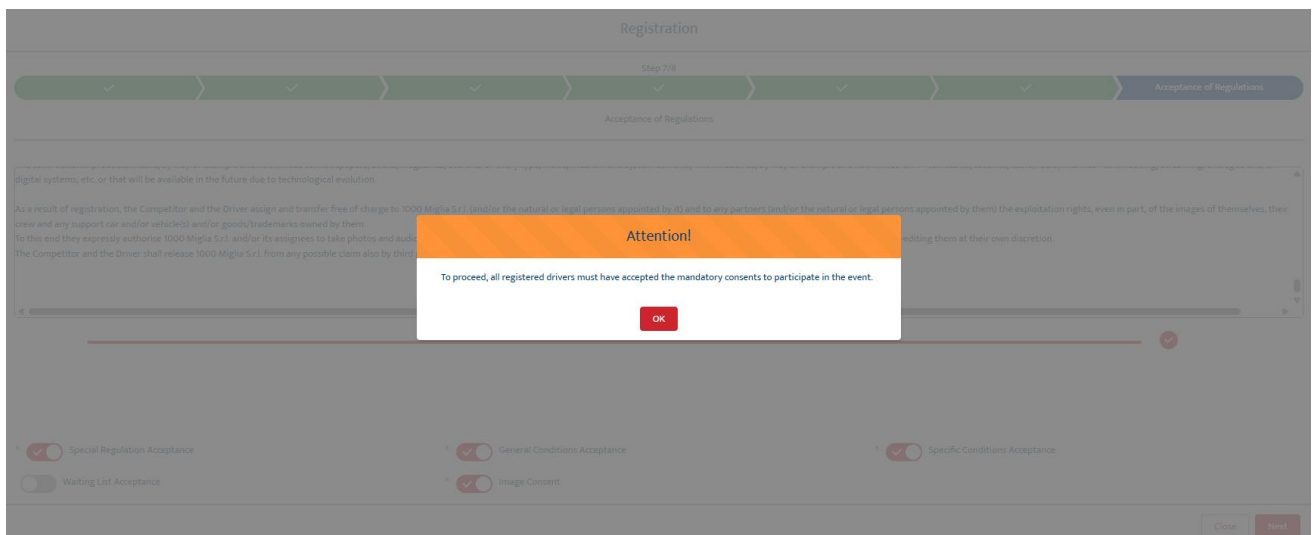 Registration
Step 7/8
Acceptance of Regulations
Acceptance of Regulations
digital systems, etc. or that will be available in the future due to technological evolution.
As a result of registration, the Competitor and the Driver assign and transfer free of charge to 1000 Miglia S.r.l. (and/or the natural or legal persons appointed by it) and to any partners (and/or the natural or legal persons appointed by them) the exploitation rights, even in part, of the images of themselves, their
crew and any support car and/or vehicle(s) and/or goods/trademarks owned by them.
To this end they expressly authorise 1000 Miglia S.r.l. and/or its assignees to take photos and audio editing them at their own discretion.
The Competitor and the Driver shall release 1000 Miglia S.r.l. from any possible claim also by third
Attention!
To proceed, all registered drivers must have accepted the mandatory consents to participate in the event.
OK
* Special Regulation Acceptance
* General Conditions Acceptance
* Specific Conditions Acceptance
Waiting List Acceptance
* Image Consent
Close
Next